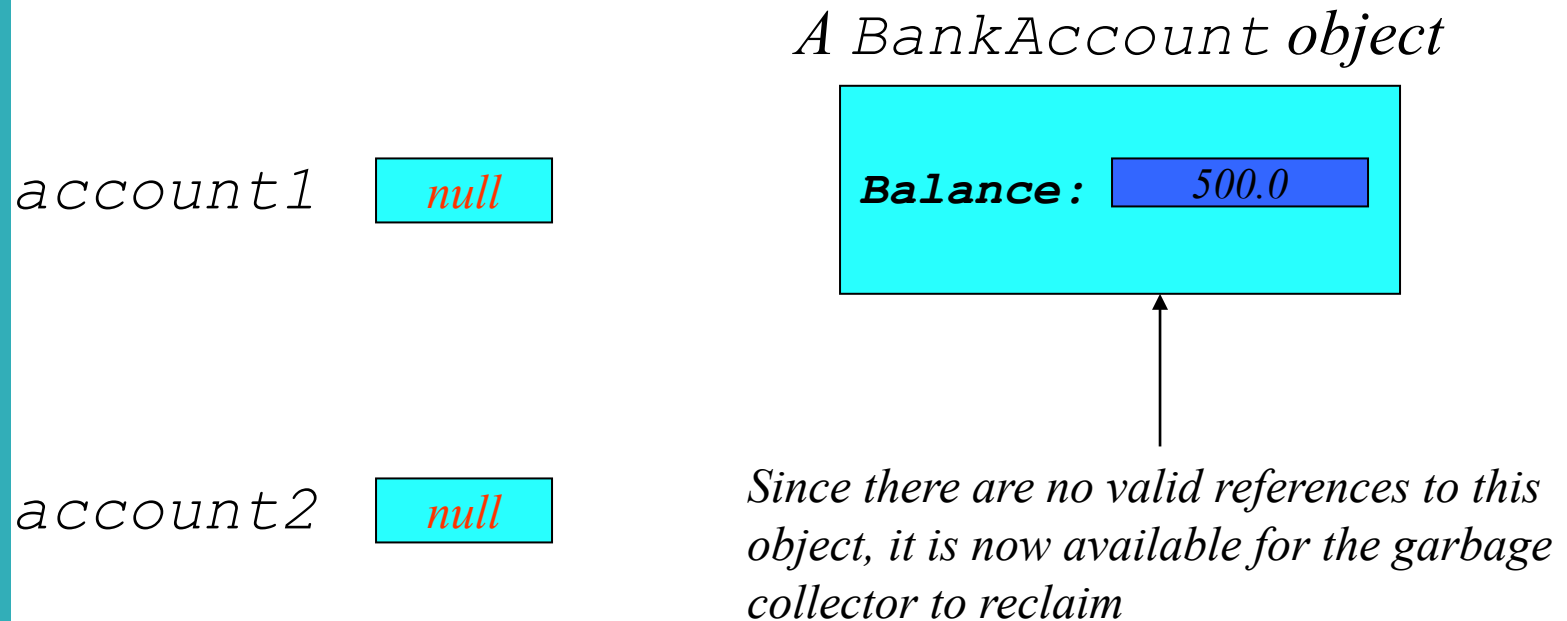 A BankAccount object
account1 null
Balance: 500.0
account2 null
Since there are no valid references to this
object, it is now available for the garbage
collector to reclaim